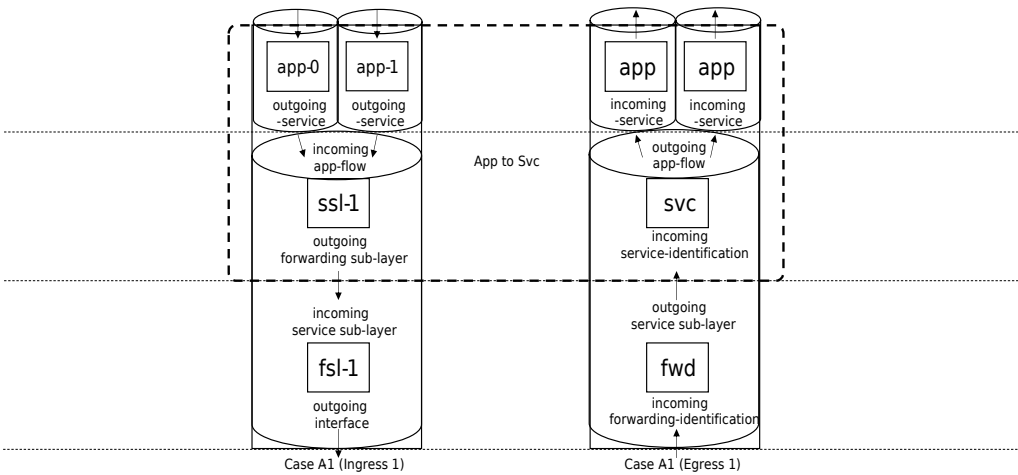 app-0
app-1
app
app
outgoing
-service
outgoing
-service
incoming
-service
incoming
-service
incoming
app-flow
App to Svc
outgoing
app-flow
ssl-1
svc
outgoing
forwarding sub-layer
incoming
service-identification
incoming
service sub-layer
outgoing
service sub-layer
fsl-1
fwd
outgoing
interface
incoming
forwarding-identification
Case A1 (Ingress 1)
Case A1 (Egress 1)